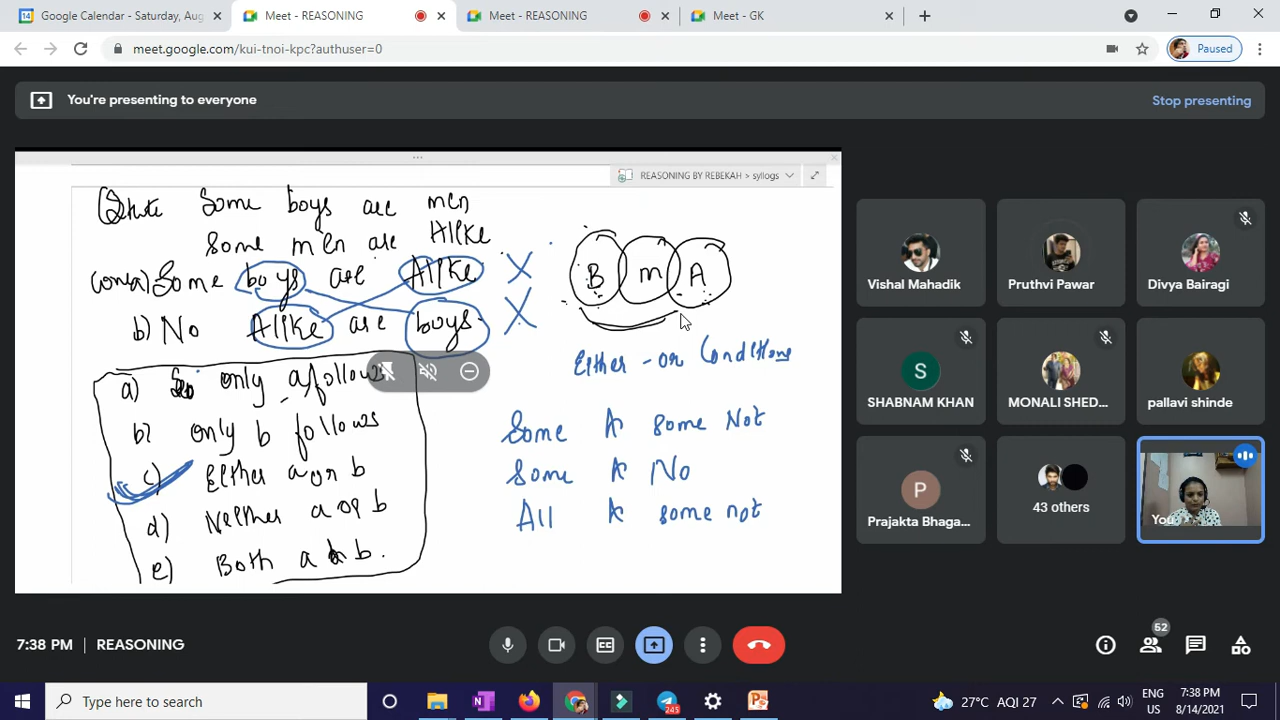 Google Calendar - Saturday, Aug
Meet - REASONING
Meet - REASONING
Meet - GK
meet.google.com/kui-tnoi-kpc?authuser=0
Paused
You're presenting to everyone
Stop presenting
REASONING BY REBEKAH > syllogs
Some boys are men
Some men are Alike
a) Some boys are Alike X
b) No Alike are boys X
B m A
Either - or Conditions
a) only a follows
b) only b follows
c) Either a or b
d) Neither a or b
e) Both a b.
Some & some Not
Some & No
All & some not
Vishal Mahadik
Pruthvi Pawar
Divya Bairagi
S
SHABNAM KHAN
MONALI SHED...
pallavi shinde
P
Prajakta Bhaga...
43 others
You
7:38 PM | REASONING
52
Type here to search
245
27°C AQI 27
ENG
US
7:38 PM
8/14/2021